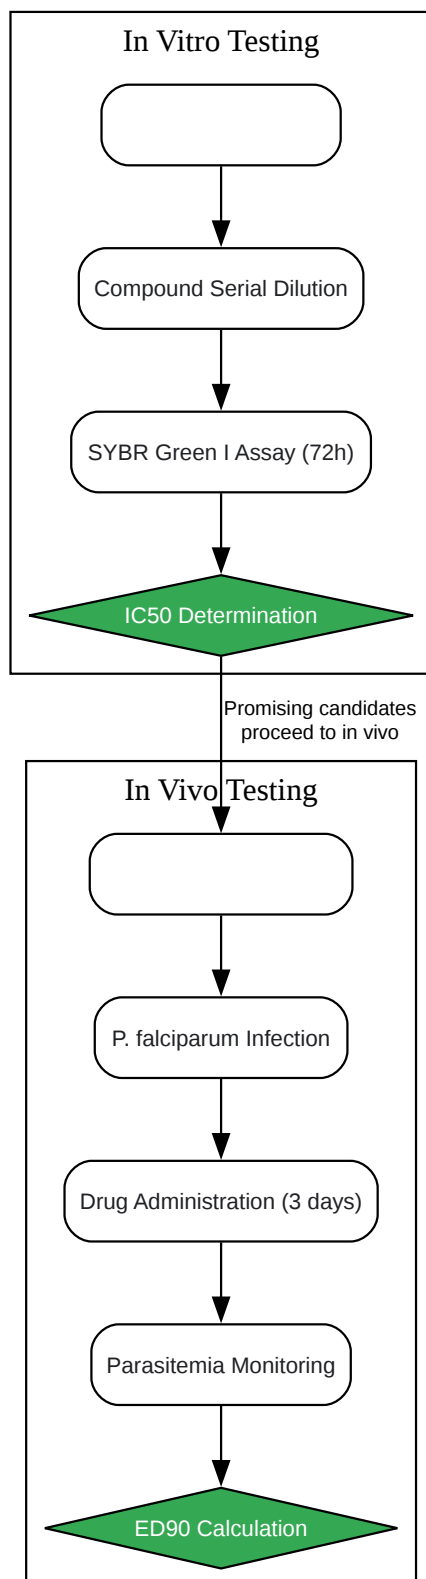 In Vitro Testing
Compound Serial Dilution
SYBR Green I Assay (72h)
IC50 Determination
Promising candidates
proceed to in vivo
In Vivo Testing
P. falciparum Infection
Drug Administration (3 days)
Parasitemia Monitoring
ED90 Calculation